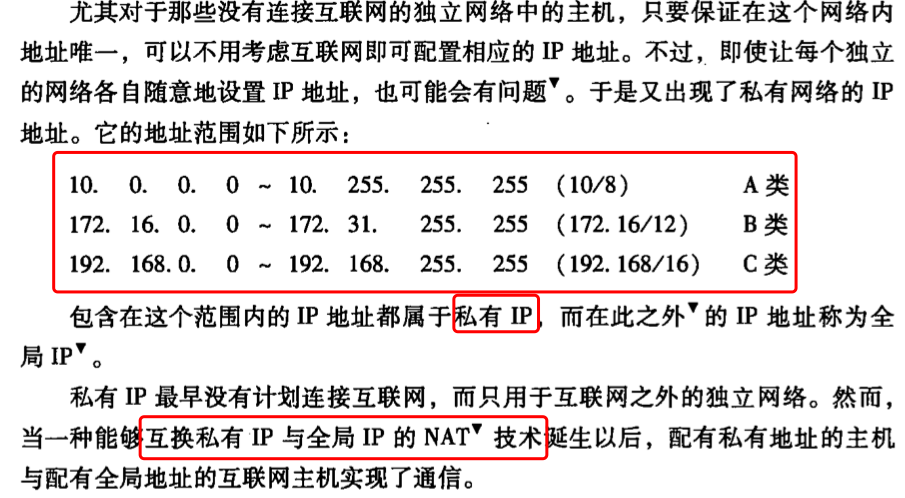 尤其对于那些没有连接互联网的独立网络中的主机，只要保证在这个网络内
地址唯一，可以不用考虑互联网即可配置相应的 IP 地址。不过，即使让每个独立
的网络各自随意地设置 IP 地址，也可能会有问题▼。于是又出现了私有网络的 IP
地址。它的地址范围如下所示：
10. 0. 0. 0 ~ 10. 255. 255. 255 (10/8) A 类
172. 16. 0. 0 ~ 172. 31. 255. 255 (172. 16/12) B 类
192. 168. 0. 0 ~ 192. 168. 255. 255 (192. 168/16) C 类
包含在这个范围内的 IP 地址都属于私有 IP，而在此之外▼的 IP 地址称为全
局 IP▼。
私有 IP 最早没有计划连接互联网，而只用于互联网之外的独立网络。然而，
当一种能够互换私有 IP 与全局 IP 的 NAT▼ 技术诞生以后，配有私有地址的主机
与配有全局地址的互联网主机实现了通信。